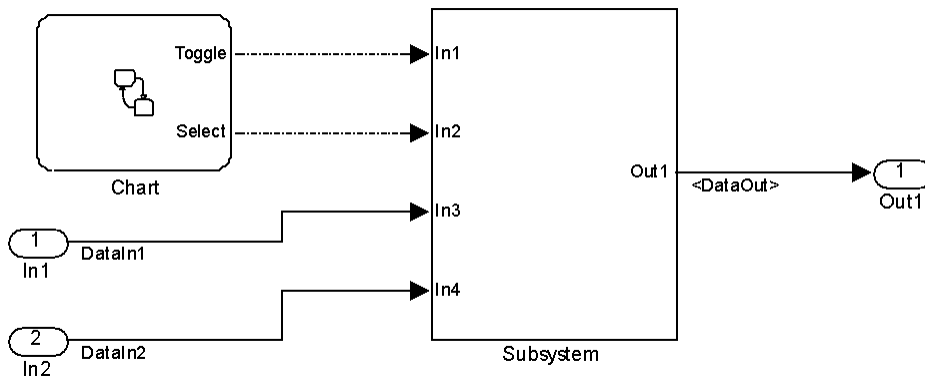 Toggle
Select
Chart
1
In1
DataIn1
2
In2
DataIn2
In1
In2
In3
In4
Out1
Subsystem
<DataOut>
1
Out1